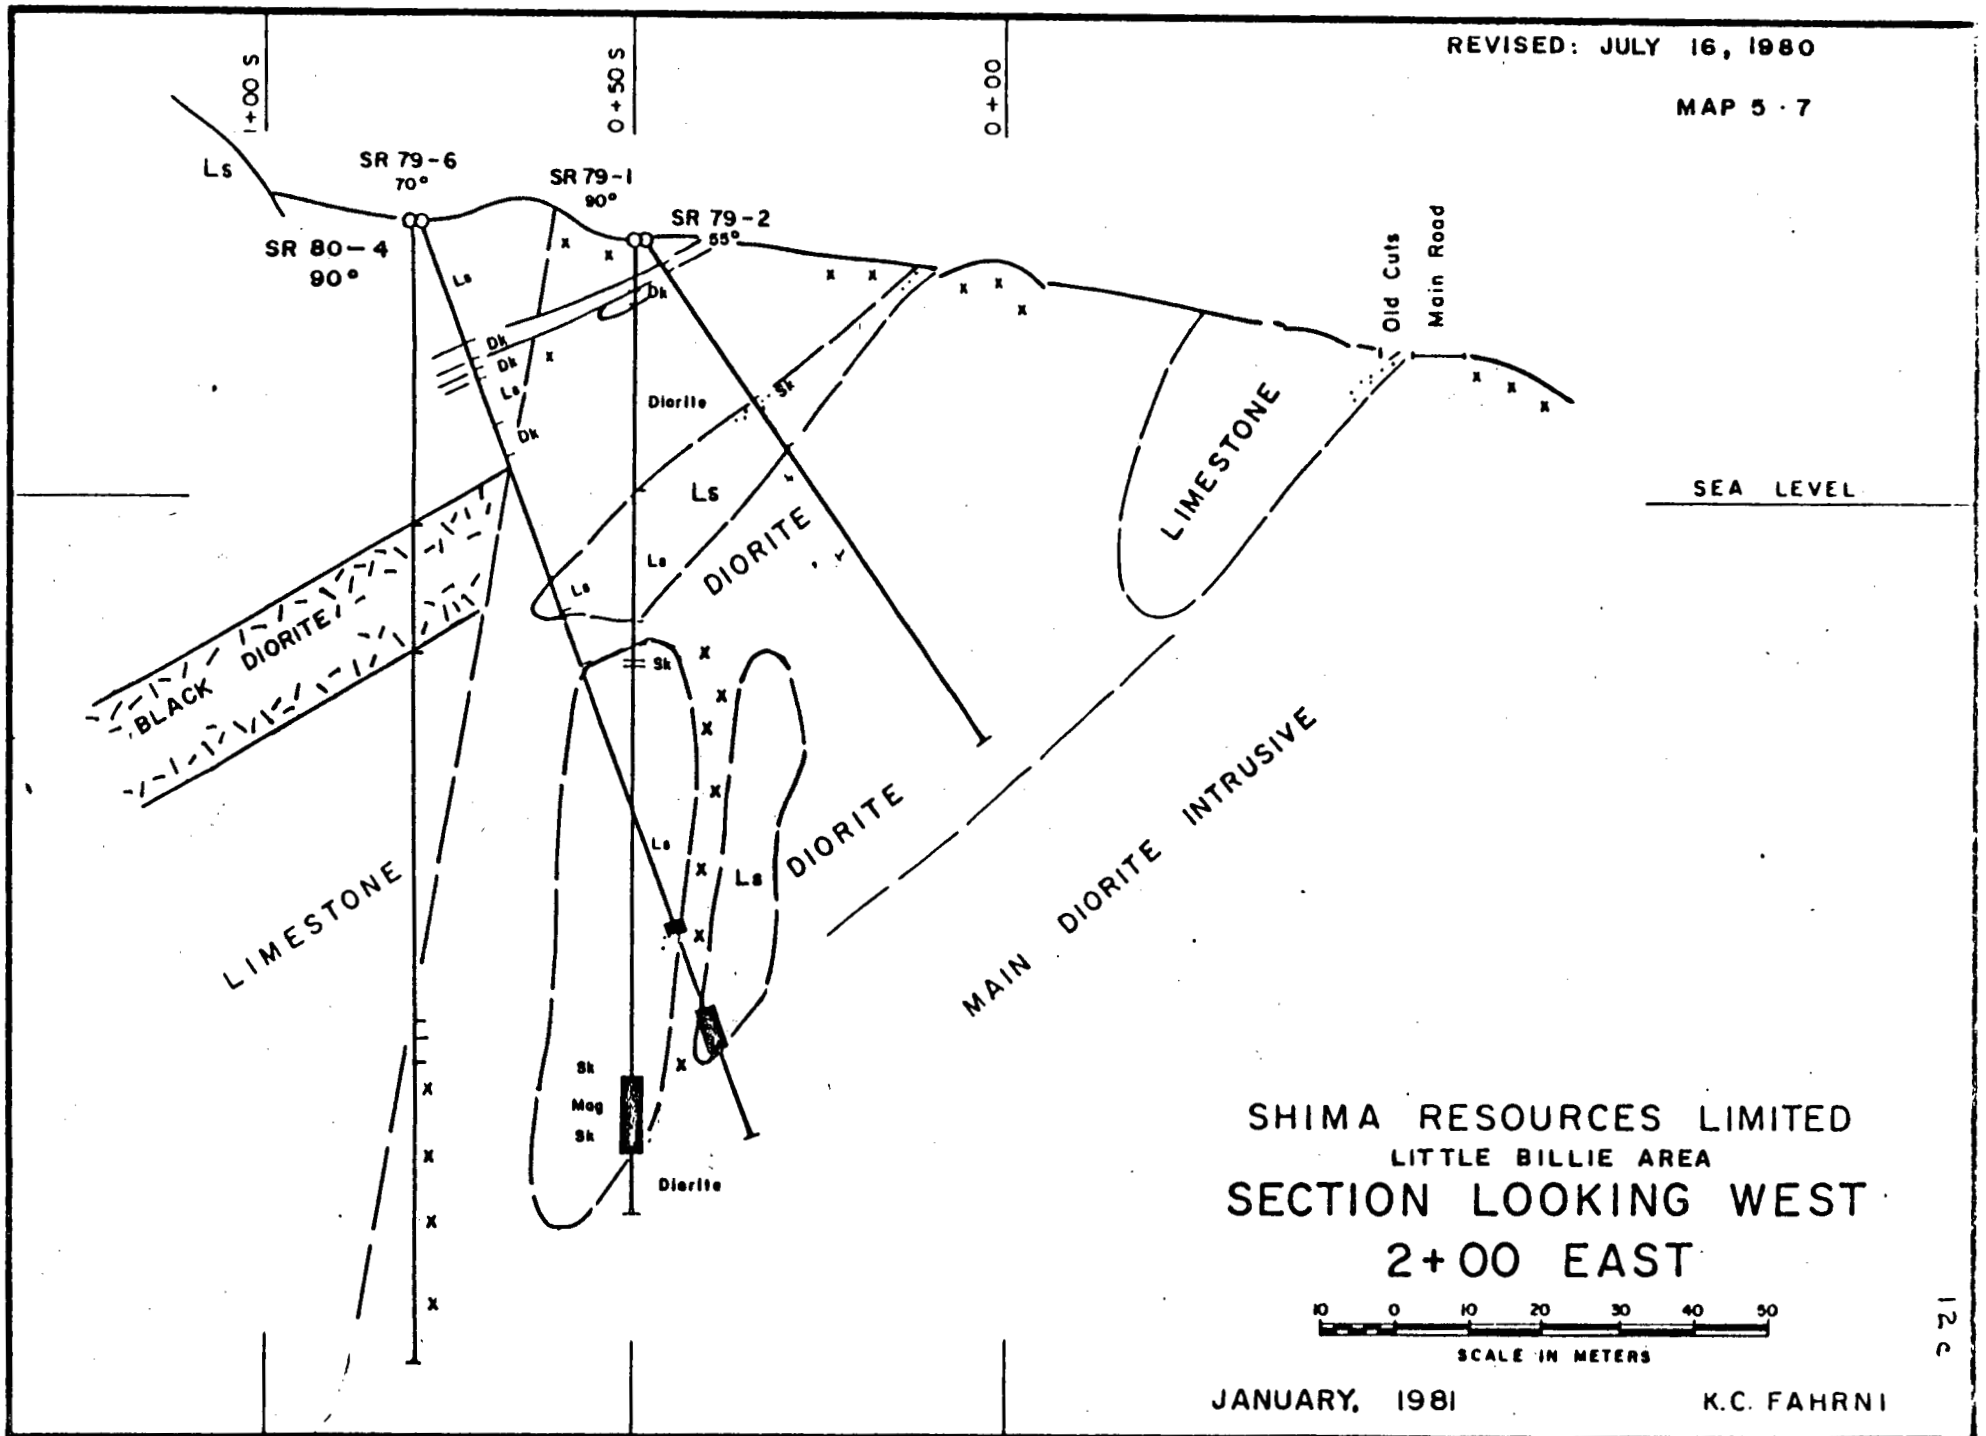 REVISED: JULY 16, 1980
MAP 5·7
1+00 S
0+50 S
0+00
Ls
SR 79-6
70°
SR 79-1
90°
SR 79-2
55°
SR 80-4
90°
Old Cuts
Main Road
Ls
Dk
Dk
Dk
Ls
Dk
Diorite
Sk
LIMESTONE
SEA LEVEL
Ls
Ls
Ls
DIORITE
BLACK DIORITE
Sk
LIMESTONE
Ls
Ls
DIORITE
MAIN DIORITE INTRUSIVE
Sk
Mag
Sk
Diorite
SHIMA RESOURCES LIMITED
LITTLE BILLIE AREA
SECTION LOOKING WEST
2+00 EAST
10 0 10 20 30 40 50
SCALE IN METERS
JANUARY, 1981
K.C. FAHRNI
12c